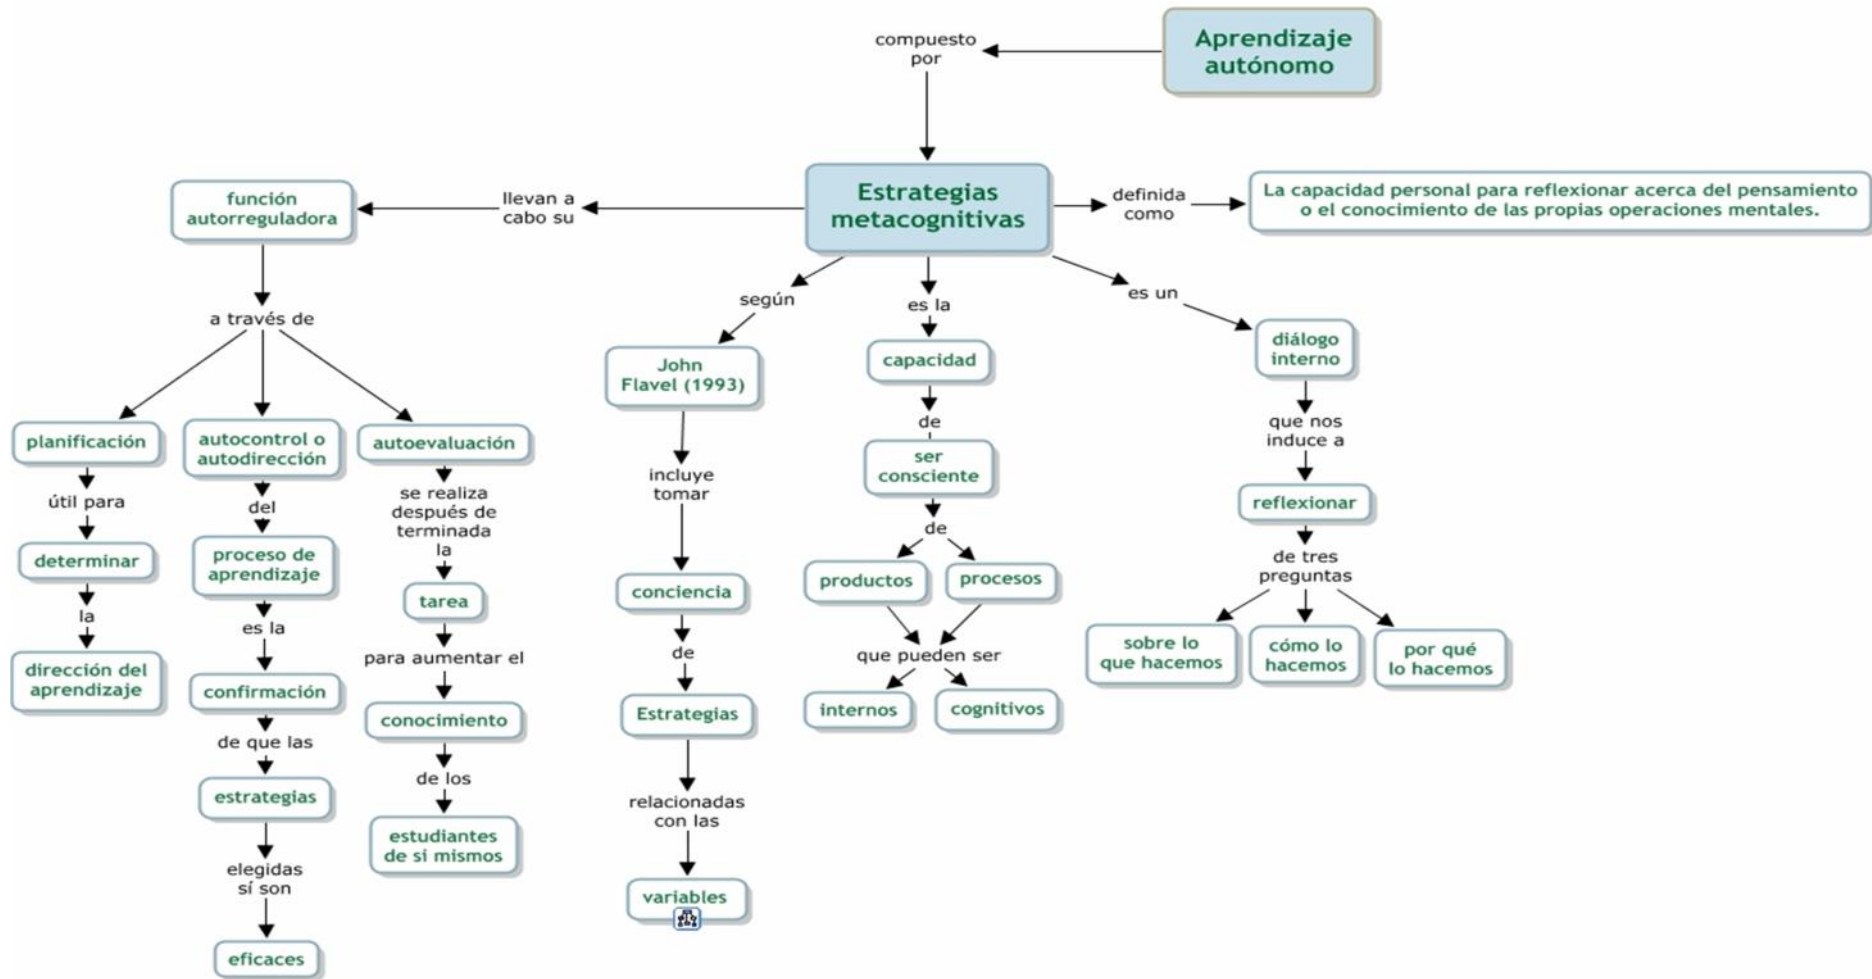 Aprendizaje
autónomo
compuesto
por
Estrategias
metacognitivas
definida
como
La capacidad personal para reflexionar acerca del pensamiento
o el conocimiento de las propias operaciones mentales.
llevan a
cabo su
función
autorreguladora
a través de
planificación
útil para
determinar
la
dirección del
aprendizaje
autocontrol o
autodirección
del
proceso de
aprendizaje
es la
confirmación
de que las
estrategias
elegidas
sí son
eficaces
autoevaluación
se realiza
después de
terminada
la
tarea
para aumentar el
conocimiento
de los
estudiantes
de si mismos
según
John
Flavel (1993)
incluye
tomar
conciencia
de
Estrategias
relacionadas
con las
variables
es la
capacidad
de
ser
consciente
de
productos
procesos
que pueden ser
internos
cognitivos
es un
diálogo
interno
que nos
induce a
reflexionar
de tres
preguntas
sobre lo
que hacemos
cómo lo
hacemos
por qué
lo hacemos